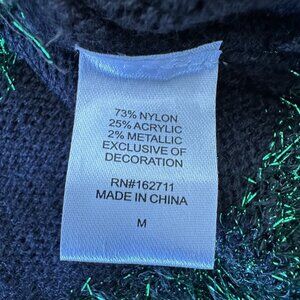 73% NYLON
25% ACRYLIC
2% METALLIC
EXCLUSIVE OF
DECORATION
RN#162711
MADE IN CHINA
M